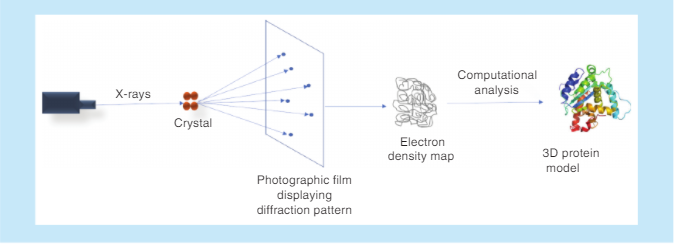 X-rays
Crystal
Photographic film
displaying
diffraction pattern
Electron
density map
Computational
analysis
3D protein
model